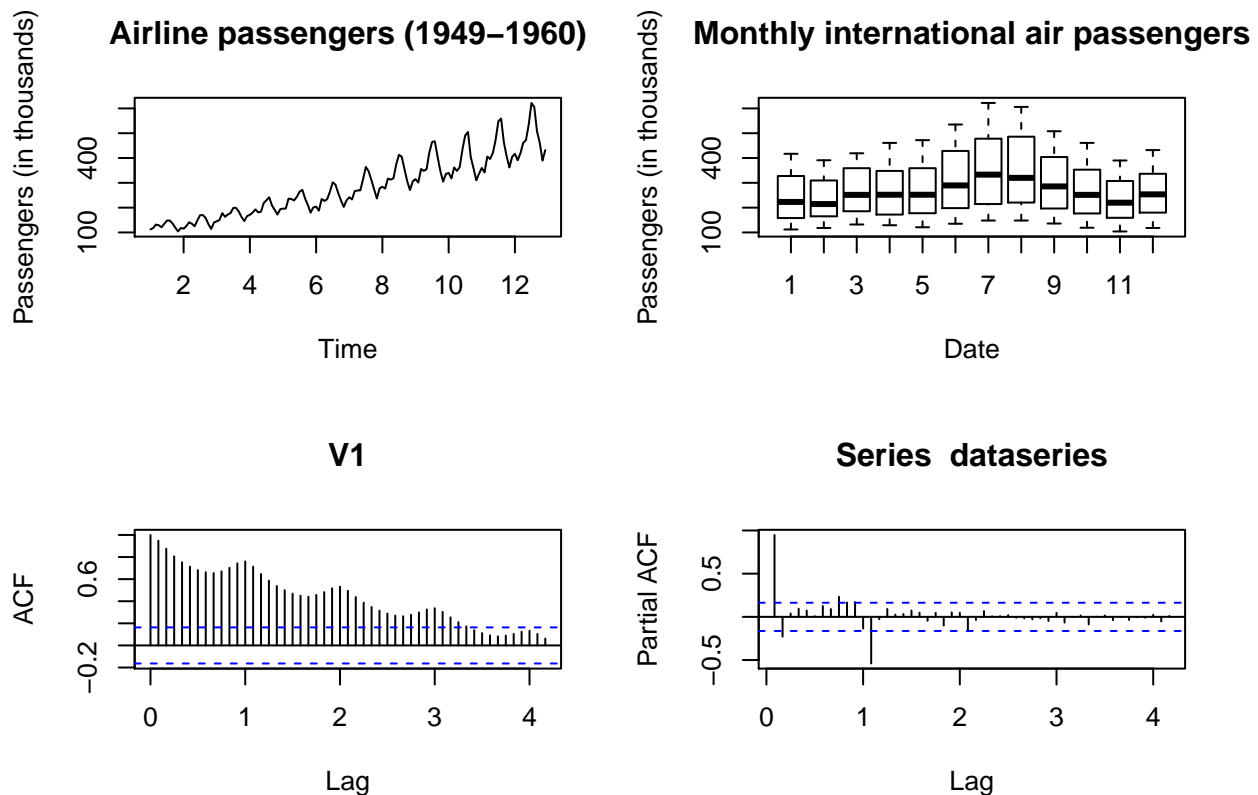 Airline passengers (1949−1960)
Passengers (in thousands)
100 400
2 4 6 8 10 12
Time
Monthly international air passengers
Passengers (in thousands)
100 400
1 3 5 7 9 11
Date
V1
ACF
−0.2 0.6
0 1 2 3 4
Lag
Series dataseries
Partial ACF
−0.5 0.5
0 1 2 3 4
Lag